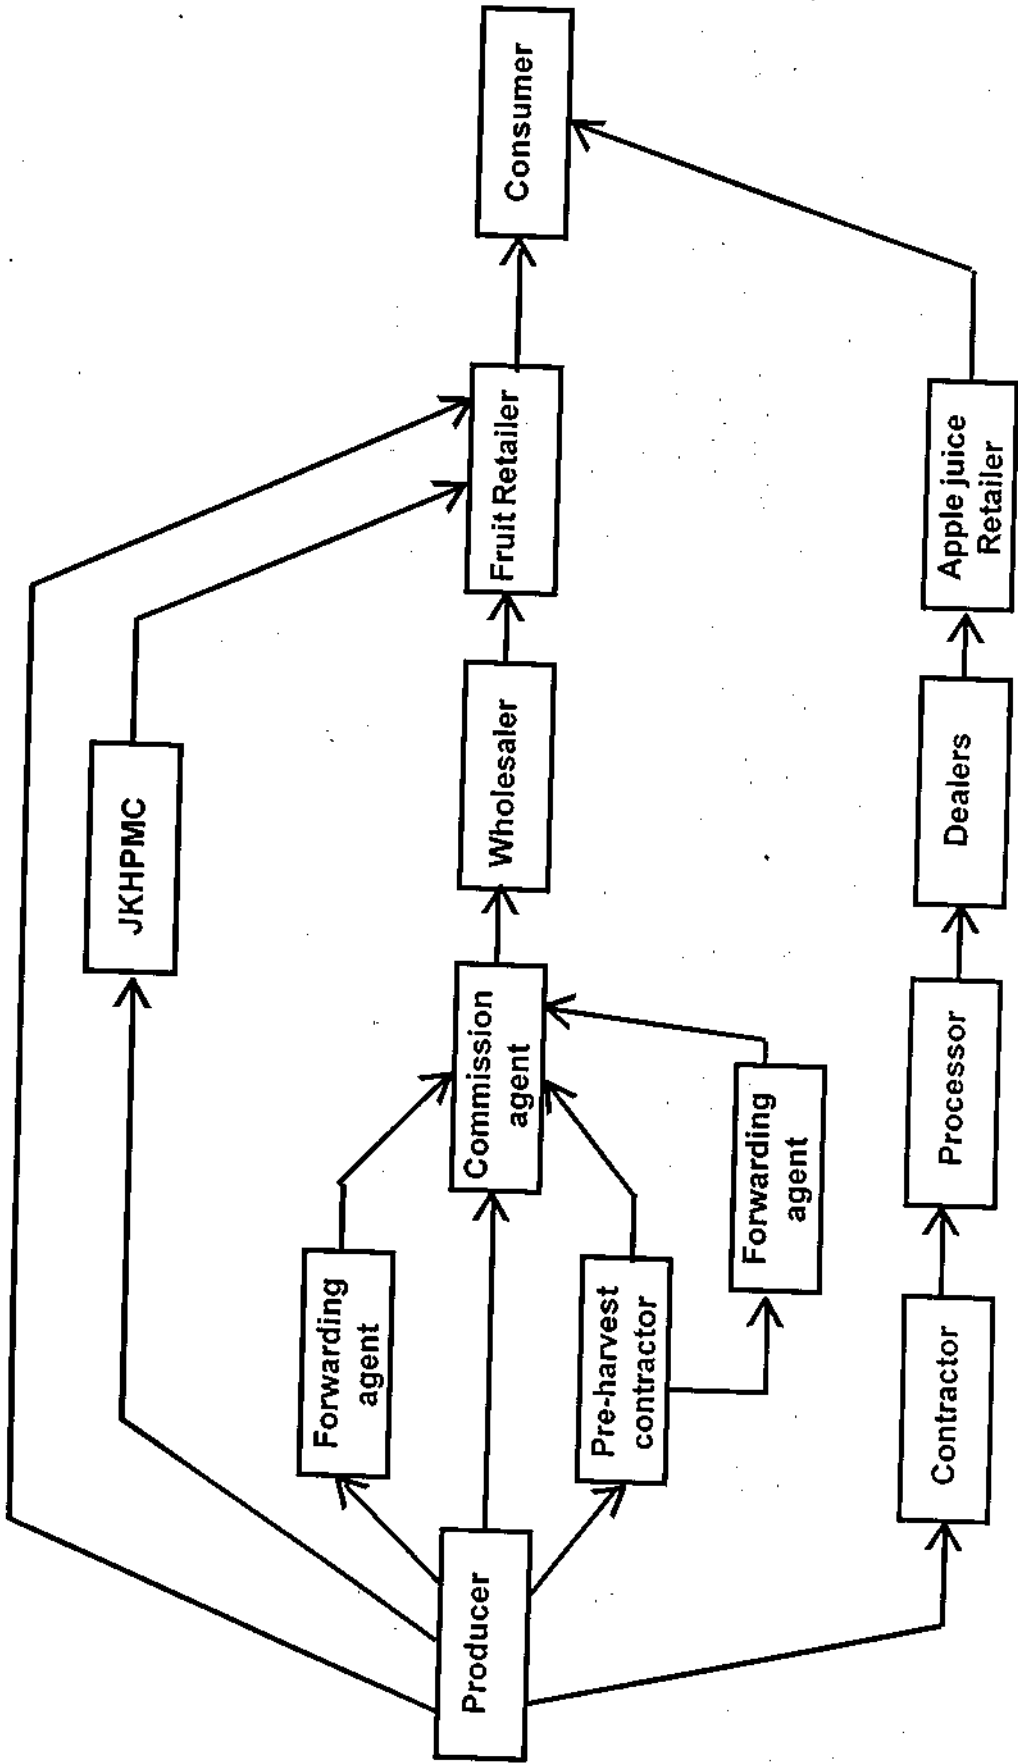 JKHPMC
Forwarding
agent
Producer
Commission
agent
Wholesaler
Fruit Retailer
Consumer
Pre-harvest
contractor
Forwarding
agent
Contractor
Processor
Dealers
Apple juice
Retailer